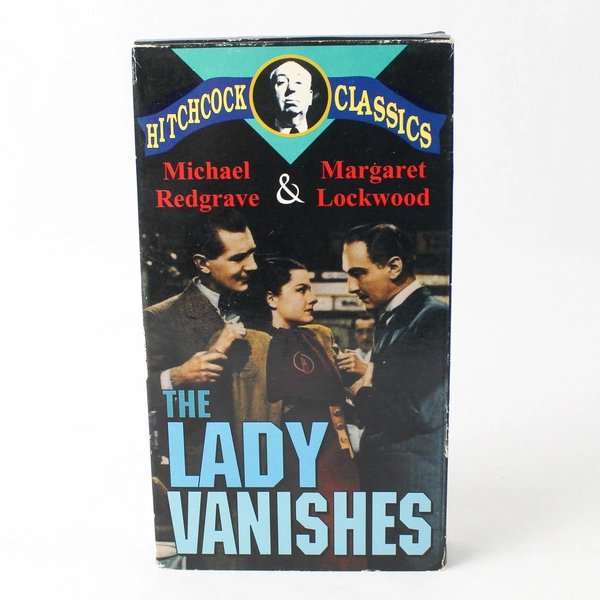 HITCHCOCK CLASSICS
Michael Redgrave
&
Margaret Lockwood
THE
LADY
VANISHES